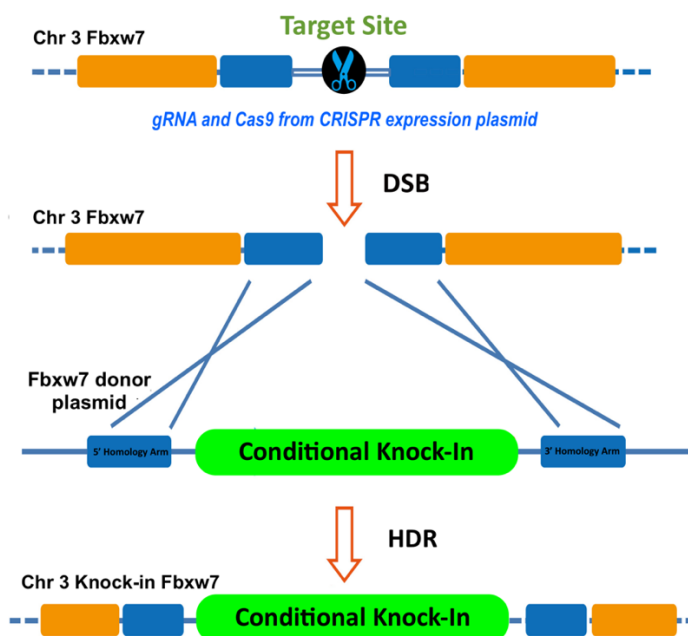 Target Site
Chr 3 Fbxw7
gRNA and Cas9 from CRISPR expression plasmid
DSB
Chr 3 Fbxw7
Fbxw7 donor
plasmid
5' Homology Arm
Conditional Knock-In
3' Homology Arm
HDR
Chr 3 Knock-in Fbxw7
Conditional Knock-In